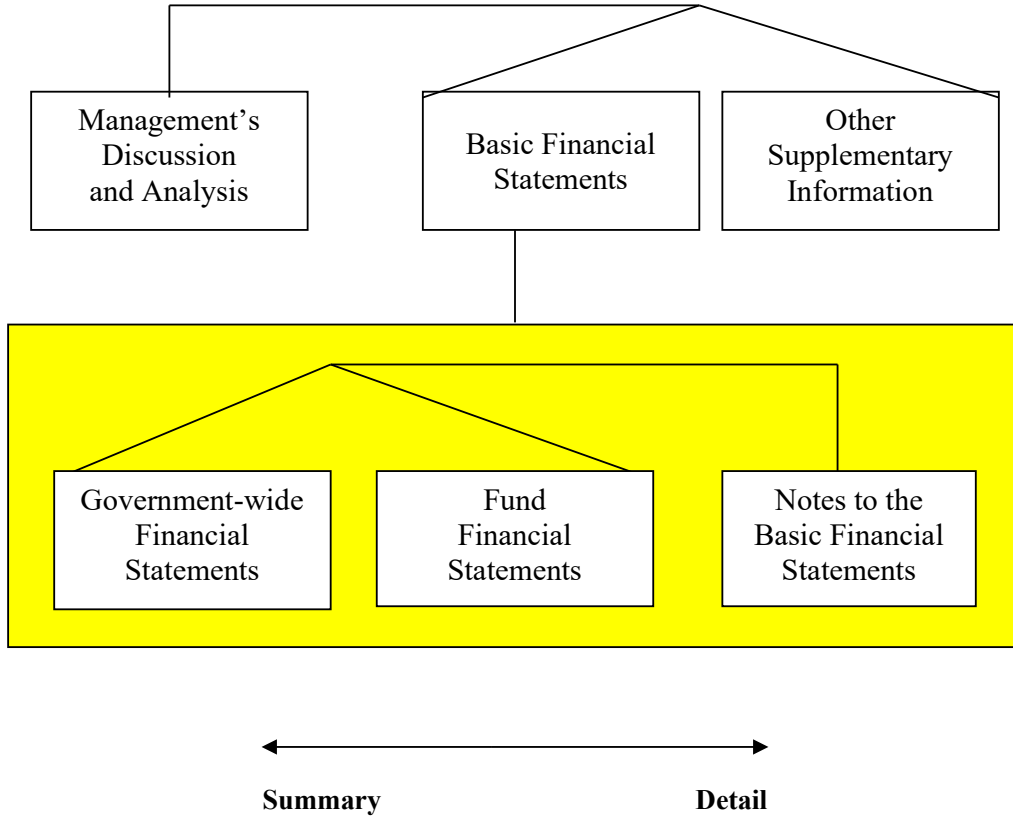 Management’s
Discussion
and Analysis
Basic Financial
Statements
Other
Supplementary
Information
Government-wide
Financial
Statements
Fund
Financial
Statements
Notes to the
Basic Financial
Statements
Summary
Detail